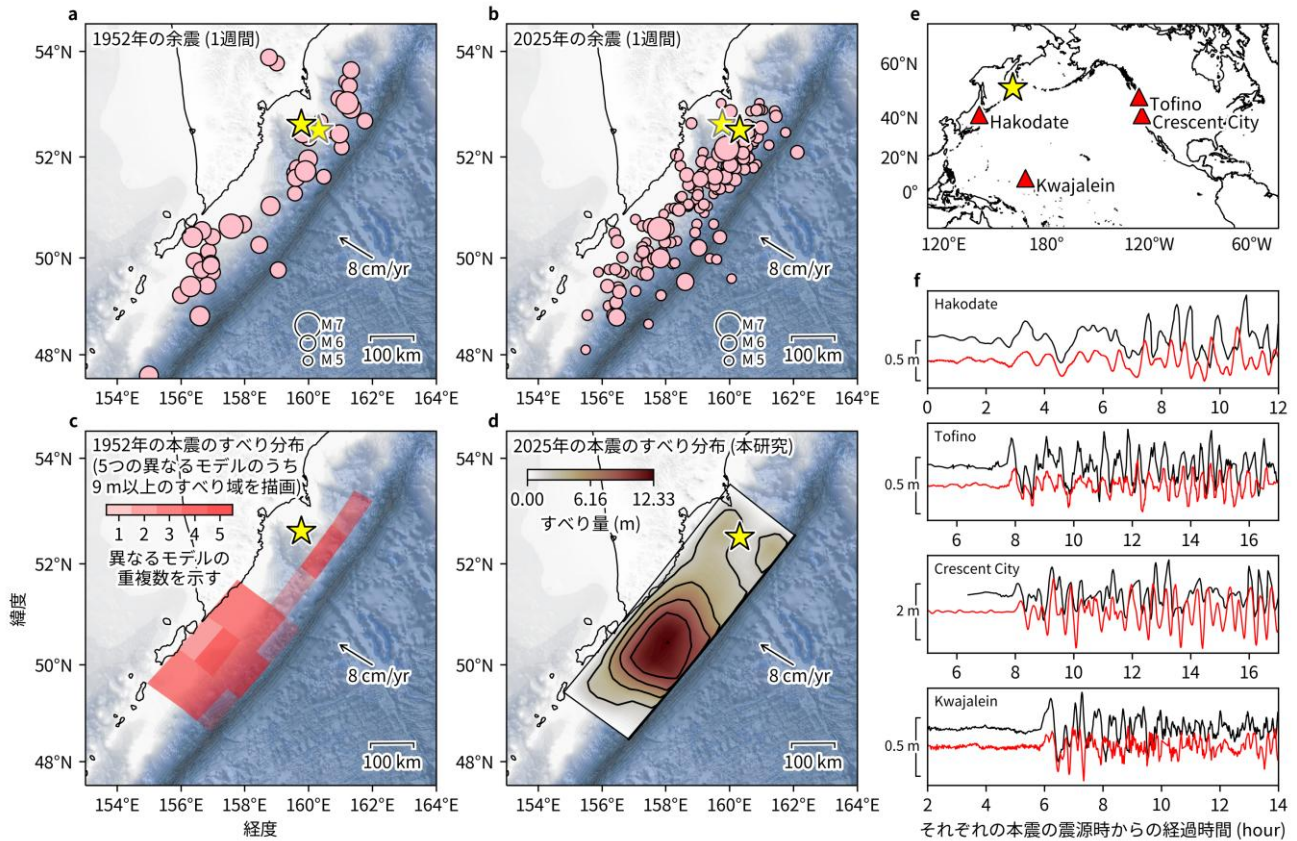 a
1952年の余震 (1週間)
54°N
52°N
50°N
48°N
8 cm/yr
M 7
M 6
M 5
100 km
154°E 156°E 158°E 160°E 162°E 164°E
b
2025年の余震 (1週間)
54°N
52°N
50°N
48°N
8 cm/yr
M 7
M 6
M 5
100 km
154°E 156°E 158°E 160°E 162°E 164°E
c
1952年の本震のすべり分布
(5つの異なるモデルのうち
9 m以上のすべり域を描画)
1 2 3 4 5
異なるモデルの
重複数を示す
54°N
52°N
50°N
48°N
緯度
8 cm/yr
100 km
154°E 156°E 158°E 160°E 162°E 164°E
経度
d
2025年の本震のすべり分布 (本研究)
0.00 6.16 12.33
すべり量 (m)
54°N
52°N
50°N
48°N
8 cm/yr
100 km
154°E 156°E 158°E 160°E 162°E 164°E
経度
e
60°N
40°N
20°N
0°
Hakodate
Tofino
Crescent City
Kwajalein
120°E 180°W 120°W 60°W
f
Hakodate
0.5 m
0 2 4 6 8 10 12
Tofino
0.5 m
6 8 10 12 14 16
Crescent City
2 m
6 8 10 12 14 16
Kwajalein
0.5 m
2 4 6 8 10 12 14
それぞれの本震の震源時からの経過時間 (hour)